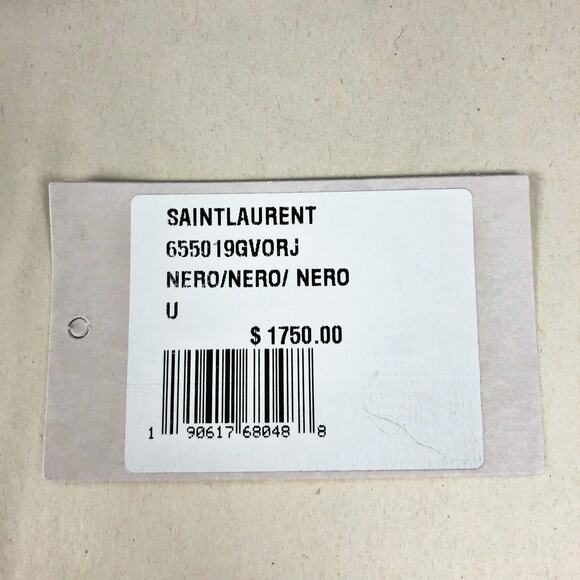 SAINTLAURENT
655019GVORJ
NERO/NERO/ NERO
U
$ 1750.00
1 90617 68048 8